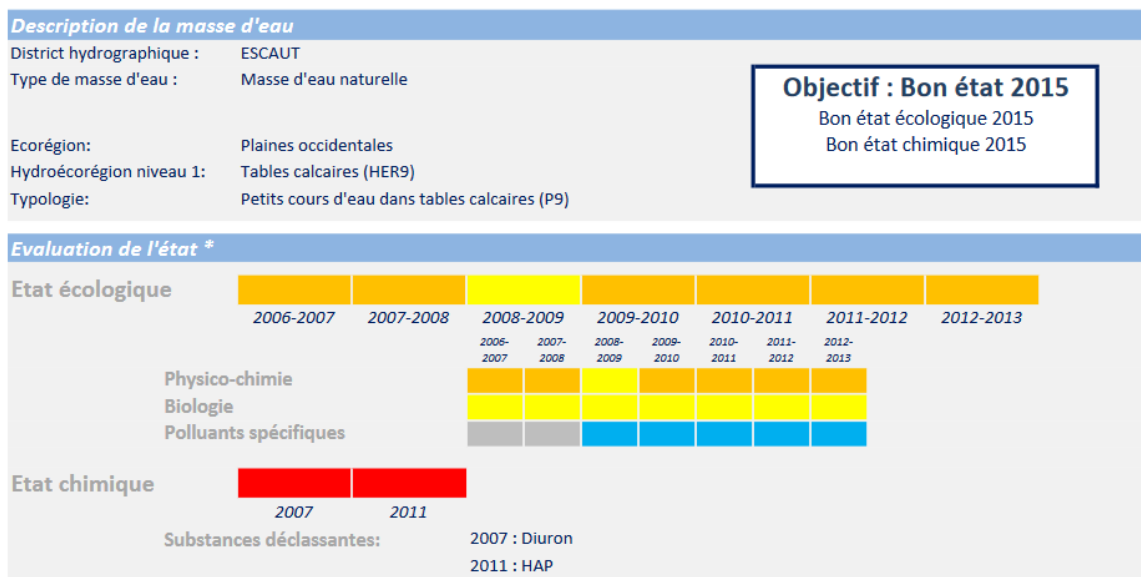 Description de la masse d'eau
District hydrographique : ESCAUT
Type de masse d'eau : Masse d'eau naturelle
Objectif : Bon état 2015
Bon état écologique 2015
Bon état chimique 2015
Ecorégion: Plaines occidentales
Hydroécorégion niveau 1: Tables calcaires (HER9)
Typologie: Petits cours d'eau dans tables calcaires (P9)
Evaluation de l'état *
Etat écologique
2006-2007 2007-2008 2008-2009 2009-2010 2010-2011 2011-2012 2012-2013
2006- 2007- 2008- 2009- 2010- 2011- 2012-
2007 2008 2009 2010 2011 2012 2013
Physico-chimie
Biologie
Polluants spécifiques
Etat chimique
2007 2011
Substances déclassantes: 2007 : Diuron
2011 : HAP